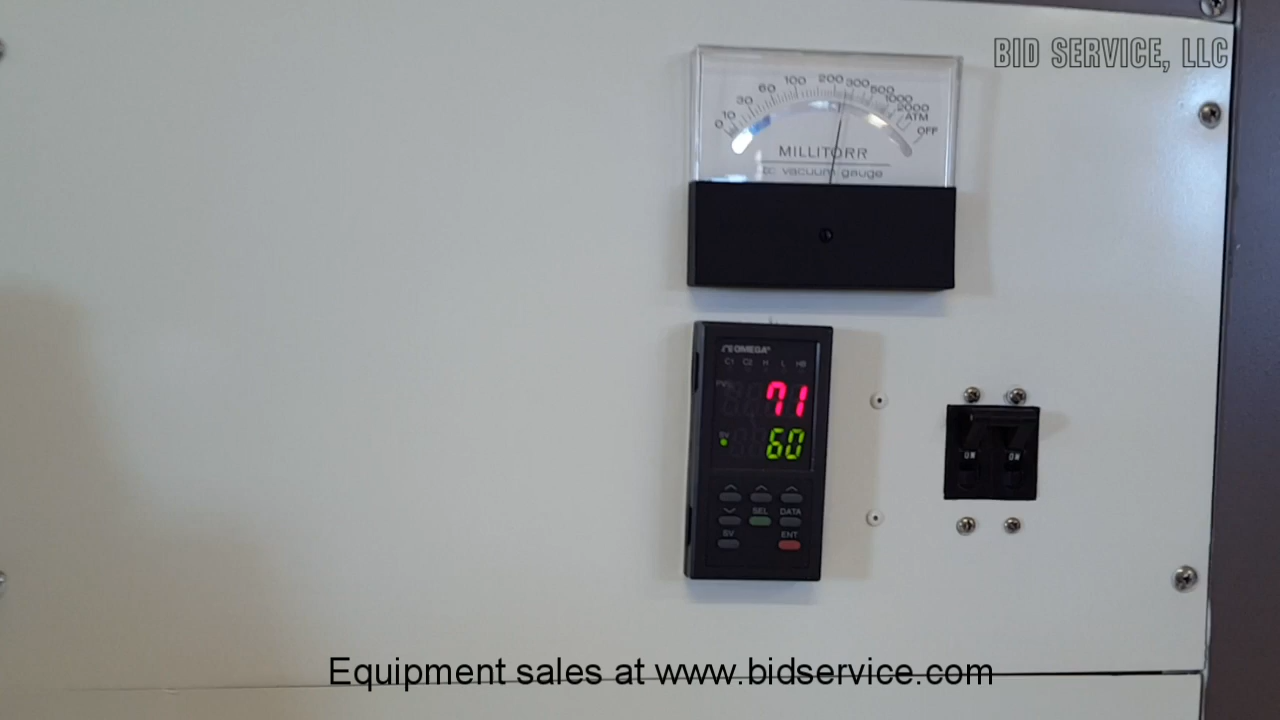 BID SERVICE, LLC
0 10 30 60 100 200 300 500 1000 2000 ATM OFF
MILLITORR
vacuum gauge
OMEGA
C1 C2 H L HB
PV
71
SV
60
SEL DATA
SV ENT
ON ON
Equipment sales at www.bidservice.com